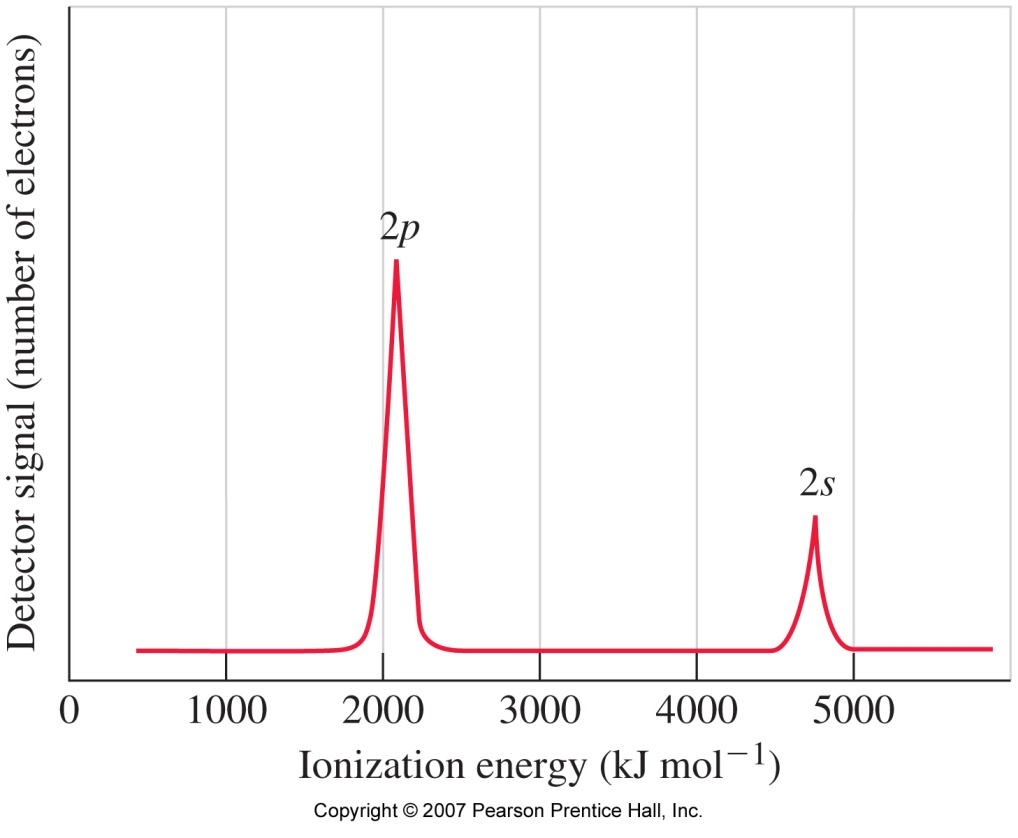 Detector signal (number of electrons)
2p
2s
0 1000 2000 3000 4000 5000
Ionization energy (kJ mol⁻¹)
Copyright © 2007 Pearson Prentice Hall, Inc.